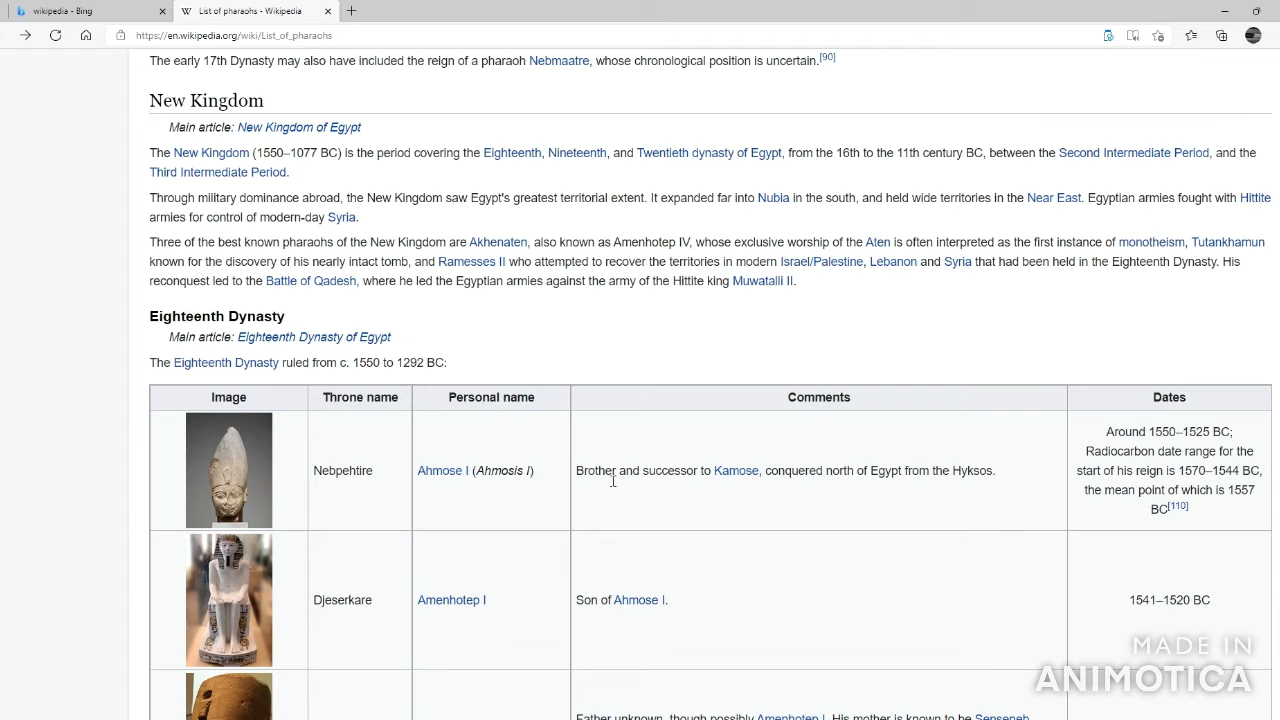 wikipedia - Bing
List of pharaohs - Wikipedia
https://en.wikipedia.org/wiki/List_of_pharaohs
The early 17th Dynasty may also have included the reign of a pharaoh Nebmaatre, whose chronological position is uncertain.[90]
New Kingdom
Main article: New Kingdom of Egypt
The New Kingdom (1550–1077 BC) is the period covering the Eighteenth, Nineteenth, and Twentieth dynasty of Egypt, from the 16th to the 11th century BC, between the Second Intermediate Period, and the
Third Intermediate Period.
Through military dominance abroad, the New Kingdom saw Egypt's greatest territorial extent. It expanded far into Nubia in the south, and held wide territories in the Near East. Egyptian armies fought with Hittite
armies for control of modern-day Syria.
Three of the best known pharaohs of the New Kingdom are Akhenaten, also known as Amenhotep IV, whose exclusive worship of the Aten is often interpreted as the first instance of monotheism, Tutankhamun
known for the discovery of his nearly intact tomb, and Ramesses II who attempted to recover the territories in modern Israel/Palestine, Lebanon and Syria that had been held in the Eighteenth Dynasty. His
reconquest led to the Battle of Qadesh, where he led the Egyptian armies against the army of the Hittite king Muwatalli II.
Eighteenth Dynasty
Main article: Eighteenth Dynasty of Egypt
The Eighteenth Dynasty ruled from c. 1550 to 1292 BC:
Image Throne name Personal name Comments Dates
Nebpehtire Ahmose I (Ahmosis I) Brother and successor to Kamose, conquered north of Egypt from the Hyksos.
Around 1550–1525 BC;
Radiocarbon date range for the
start of his reign is 1570–1544 BC,
the mean point of which is 1557
BC[110]
Djeserkare Amenhotep I Son of Ahmose I. 1541–1520 BC
Father unknown, though possibly Amenhotep I. His mother is known to be Senseneb.
MADE IN
ANIMOTICA